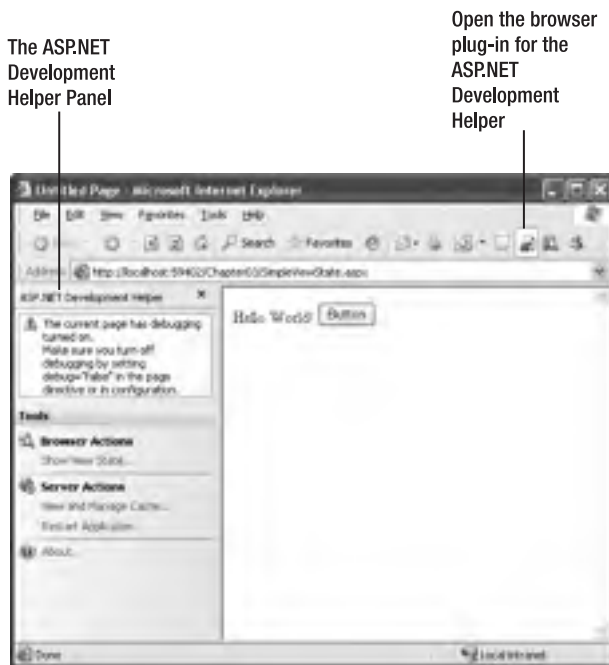 The ASP.NET
Development
Helper Panel
Open the browser
plug-in for the
ASP.NET
Development
Helper
Untitled Page - Microsoft Internet Explorer
File Edit View Favorites Tools Help
Search Favorites
Address http://localhost:59402/Chapter03/SimpleViewState.aspx
ASP.NET Development Helper
The current page has debugging
turned on.
Make sure you turn off
debugging by setting
debug="False" in the page
directive or in configuration.
Hello World! Button
Tools
Browser Actions
Show View State...
Server Actions
View and Manage Cache...
Restart Application
About...
Done
Local intranet